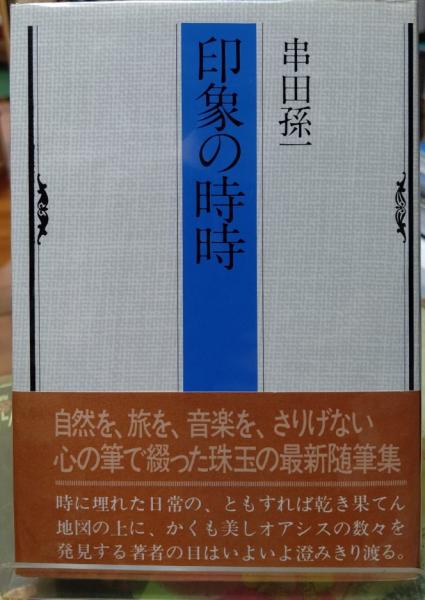 串田孫一
印象の時時
自然を、旅を、音楽を、さりげない
心の筆で綴った珠玉の最新随筆集
時に埋れた日常の、ともすれば乾き果てん
地図の上に、かくも美しオアシスの数々を
発見する著者の目はいよいよ澄みきり渡る。